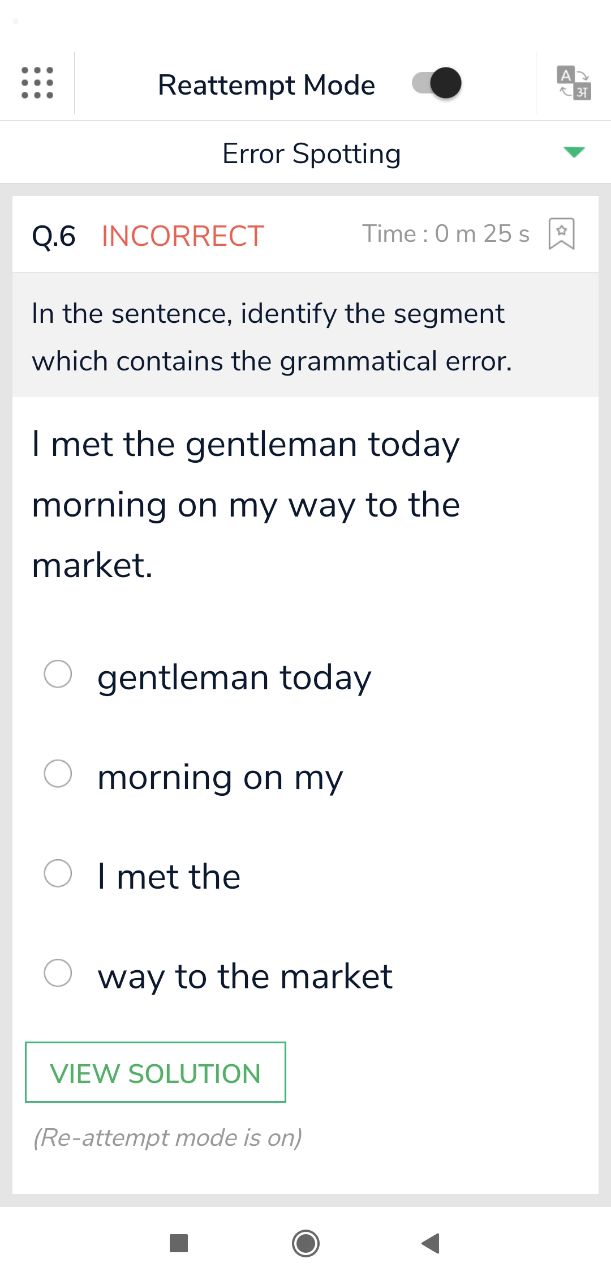 Reattempt Mode
A
अ
Error Spotting
Q.6 INCORRECT Time : 0 m 25 s
In the sentence, identify the segment
which contains the grammatical error.
I met the gentleman today
morning on my way to the
market.
gentleman today
morning on my
I met the
way to the market
VIEW SOLUTION
(Re-attempt mode is on)